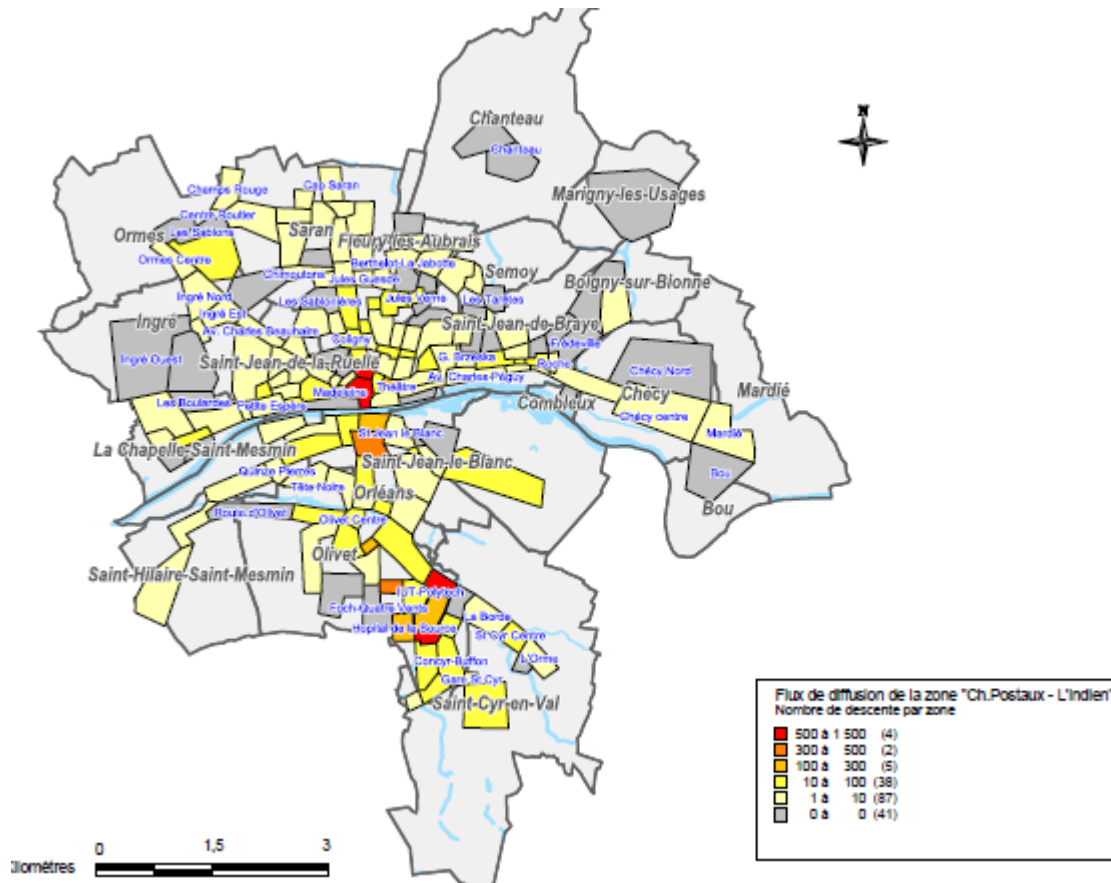 Chanteau
Chanteau
N
Cap Saran
Champs Rouge
Marigny-les-Usages
Centre Routier
Les Sablons
Ormes
Saran
Fleury-les-Aubrais
Ormes Centre
Berthelot-La Jabotte
Semoy
Chimoutons
Jules Guesde
Boigny-sur-Bionne
Ingré Nord
Les Sablonières
Jules Verne
Les Tarètes
Ingré Est
Ingré
Saint-Jean-de-Braye
Av. Charles Beauhaire
Coligny
Frédeville
Ingré Ouest
Saint-Jean-de-la-Ruelle
G. Brzeska
Roche
Chécy Nord
Av. Charles-Péguy
Théâtre
Madeleine
Mardié
Chécy
Les Boulardes
Petite Espère
Combleux
Chécy centre
St Jean le Blanc
Mardié
La Chapelle-Saint-Mesmin
Saint-Jean-le-Blanc
Quinze Pierres
Bou
Tête Noire
Orléans
Bou
Route d'Olivet
Olivet Centre
Olivet
Saint-Hilaire-Saint-Mesmin
IUT-Polytech
Foch-Quatre Vents
La Borde
Hopital de la Source
St Cyr Centre
L'Orme
Concyr-Buffon
Gare St Cyr
Saint-Cyr-en-Val
Flux de diffusion de la zone "Ch.Postaux - L'Indien"
Nombre de descente par zone
500 à 1 500 (4)
300 à 500 (2)
100 à 300 (5)
10 à 100 (38)
1 à 10 (87)
0 à 0 (41)
0 1,5 3
ilomètres